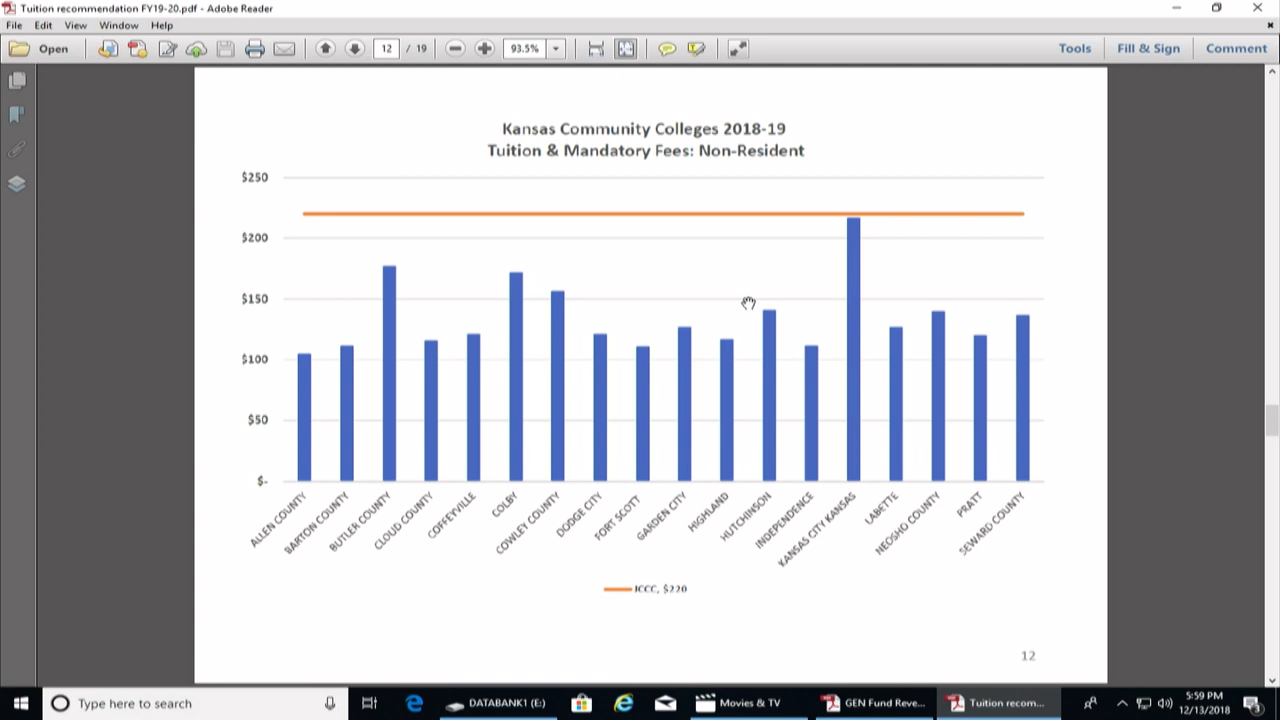 Tuition recommendation FY19-20.pdf - Adobe Reader
File Edit View Window Help
Open 12 / 19 93.5% Tools Fill & Sign Comment
Kansas Community Colleges 2018-19
Tuition & Mandatory Fees: Non-Resident
$250
$200
$150
$100
$50
$-
ALLEN COUNTY
BARTON COUNTY
BUTLER COUNTY
CLOUD COUNTY
COFFEYVILLE
COLBY
COWLEY COUNTY
DODGE CITY
FORT SCOTT
GARDEN CITY
HIGHLAND
HUTCHINSON
INDEPENDENCE
KANSAS CITY KANSAS
LABETTE
NEOSHO COUNTY
PRATT
SEWARD COUNTY
JCCC, $220
12
Type here to search DATABANK1 (E:) Movies & TV GEN Fund Reve... Tuition recom... 5:59 PM
12/13/2018 3